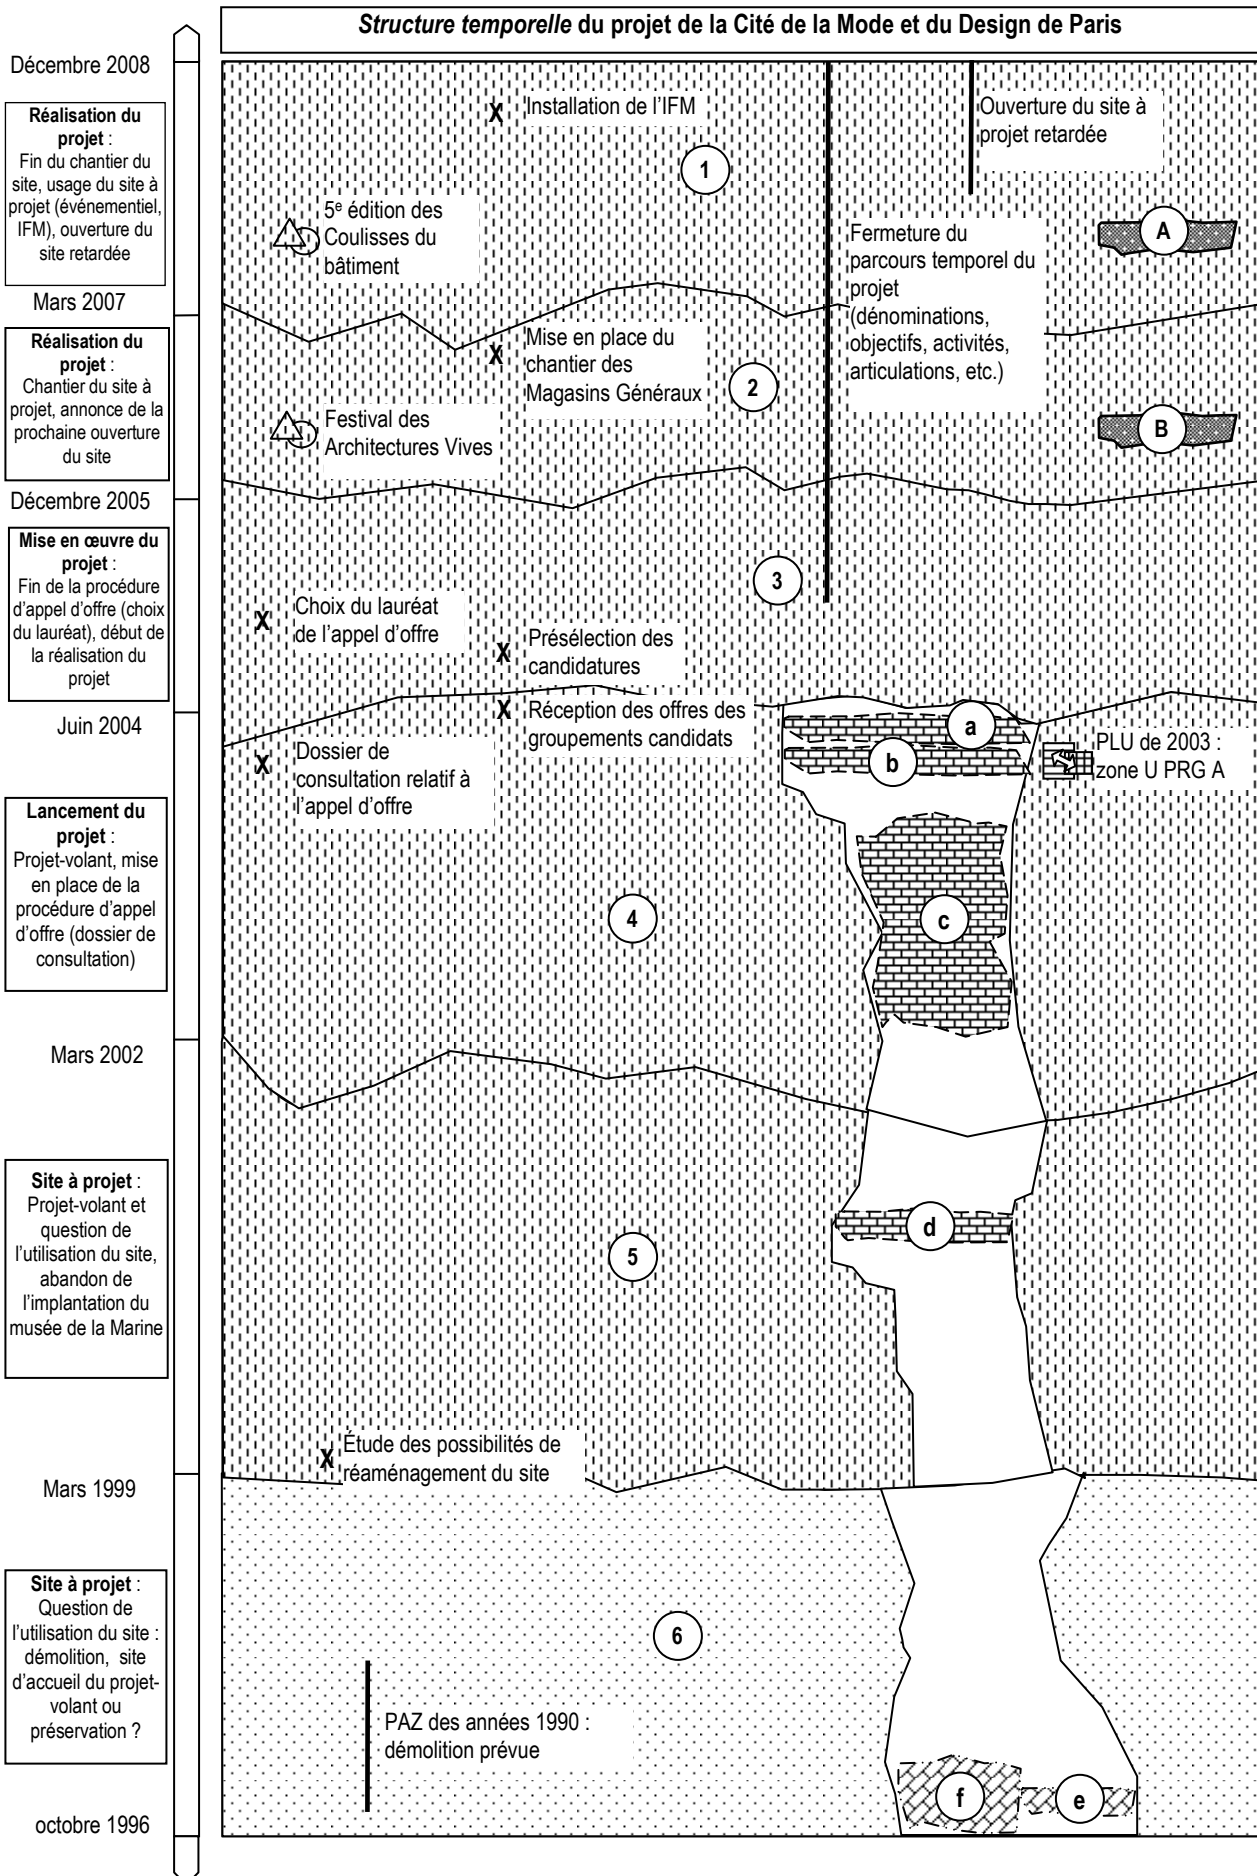 Structure temporelle du projet de la Cité de la Mode et du Design de Paris
Décembre 2008
Réalisation du
projet :
Fin du chantier du
site, usage du site à
projet (événementiel,
IFM), ouverture du
site retardée
Mars 2007
Réalisation du
projet :
Chantier du site à
projet, annonce de la
prochaine ouverture
du site
Décembre 2005
Mise en œuvre du
projet :
Fin de la procédure
d'appel d'offre (choix
du lauréat), début de
la réalisation du
projet
Juin 2004
Lancement du
projet :
Projet-volant, mise
en place de la
procédure d'appel
d'offre (dossier de
consultation)
Mars 2002
Site à projet :
Projet-volant et
question de
l'utilisation du site,
abandon de
l'implantation du
musée de la Marine
Mars 1999
Site à projet :
Question de
l'utilisation du site :
démolition, site
d'accueil du projet-
volant ou
préservation ?
octobre 1996
X
Installation de l'IFM
Ouverture du site à
projet retardée
1
5e édition des
Coulisses du
bâtiment
A
Fermeture du
parcours temporel du
projet
(dénominations,
objectifs, activités,
articulations, etc.)
X
Mise en place du
chantier des
Magasins Généraux
2
Festival des
Architectures Vives
B
3
X
Choix du lauréat
de l'appel d'offre
X
Présélection des
candidatures
X
Réception des offres des
groupements candidats
a
X
Dossier de
consultation relatif à
l'appel d'offre
b
PLU de 2003 :
zone U PRG A
4
c
d
5
X
Étude des possibilités de
réaménagement du site
6
PAZ des années 1990 :
démolition prévue
f
e